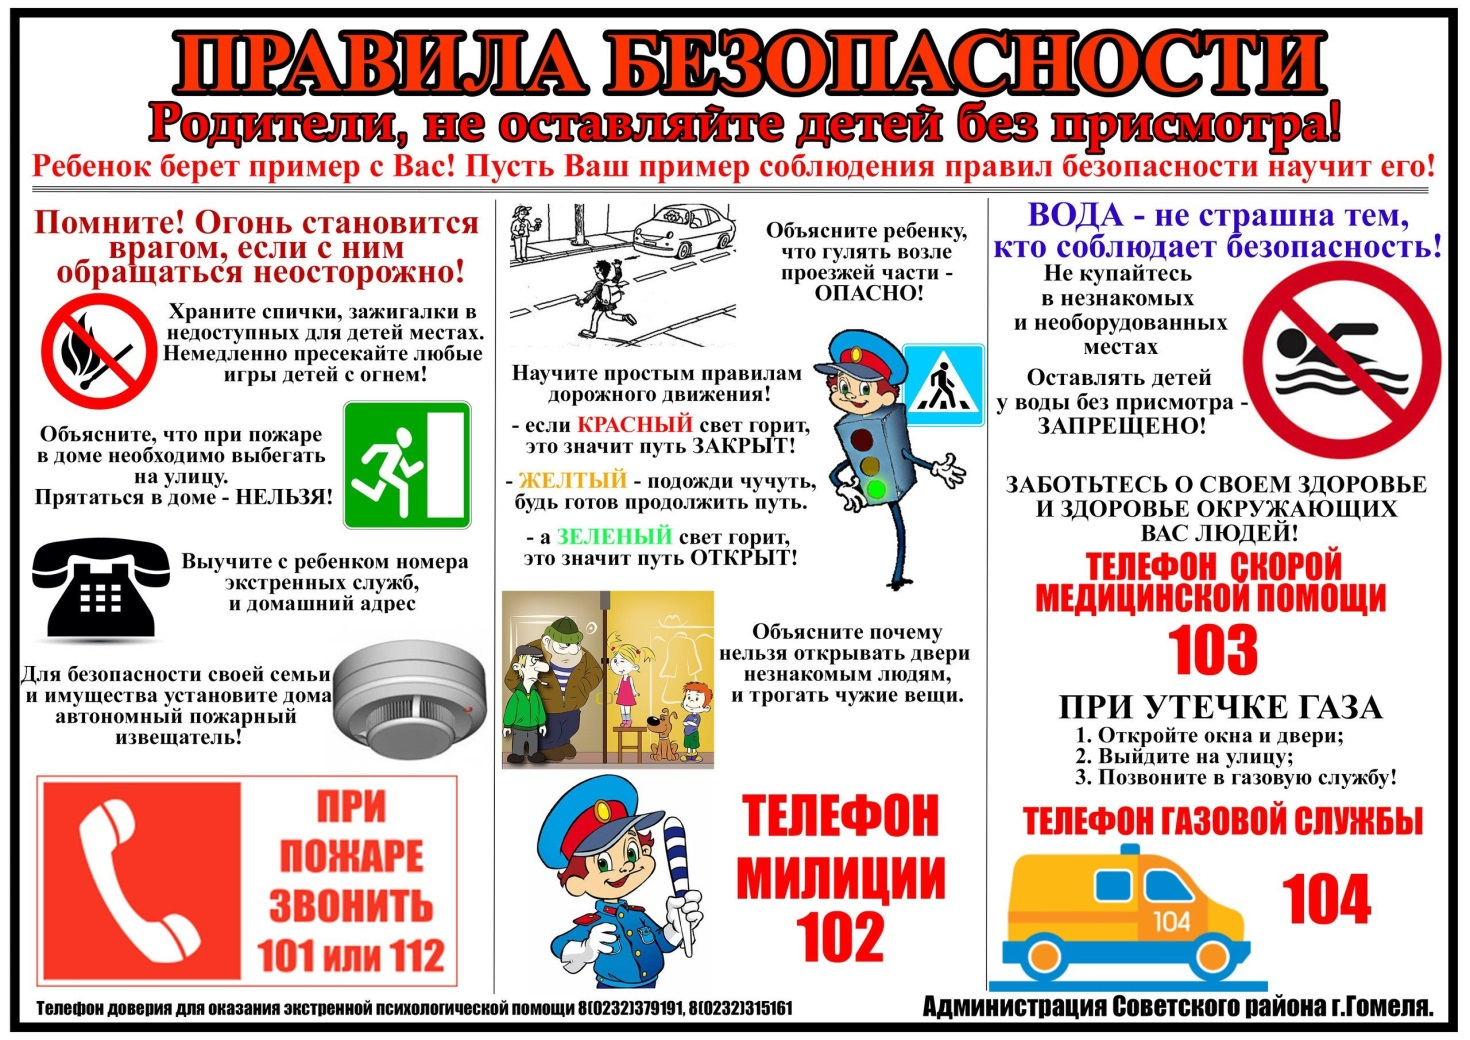 ПРАВИЛА БЕЗОПАСНОСТИ
Родители, не оставляйте детей без присмотра!
Ребенок берет пример с Вас! Пусть Ваш пример соблюдения правил безопасности научит его!
Помните! Огонь становится
врагом, если с ним
обращаться неосторожно!
Храните спички, зажигалки в
недоступных для детей местах.
Немедленно пресекайте любые
игры детей с огнем!
Объясните, что при пожаре
в доме необходимо выбегать
на улицу.
Прятаться в доме - НЕЛЬЗЯ!
Выучите с ребенком номера
экстренных служб,
и домашний адрес
Для безопасности своей семьи
и имущества установите дома
автономный пожарный
извещатель!
ПРИ
ПОЖАРЕ
ЗВОНИТЬ
101 или 112
Объясните ребенку,
что гулять возле
проезжей части -
ОПАСНО!
Научите простым правилам
дорожного движения!
- если КРАСНЫЙ свет горит,
это значит путь ЗАКРЫТ!
- ЖЕЛТЫЙ - подожди чучуть,
будь готов продолжить путь.
- а ЗЕЛЕНЫЙ свет горит,
это значит путь ОТКРЫТ!
Объясните почему
нельзя открывать двери
незнакомым людям,
и трогать чужие вещи.
ТЕЛЕФОН
МИЛИЦИИ
102
ВОДА - не страшна тем,
кто соблюдает безопасность!
Не купайтесь
в незнакомых
и необорудованных
местах
Оставлять детей
у воды без присмотра -
ЗАПРЕЩЕНО!
ЗАБОТЬТЕСЬ О СВОЕМ ЗДОРОВЬЕ
И ЗДОРОВЬЕ ОКРУЖАЮЩИХ
ВАС ЛЮДЕЙ!
ТЕЛЕФОН СКОРОЙ
МЕДИЦИНСКОЙ ПОМОЩИ
103
ПРИ УТЕЧКЕ ГАЗА
1. Откройте окна и двери;
2. Выйдите на улицу;
3. Позвоните в газовую службу!
ТЕЛЕФОН ГАЗОВОЙ СЛУЖБЫ
104
104
Телефон доверия для оказания экстренной психологической помощи 8(0232)379191, 8(0232)315161
Администрация Советского района г.Гомеля.